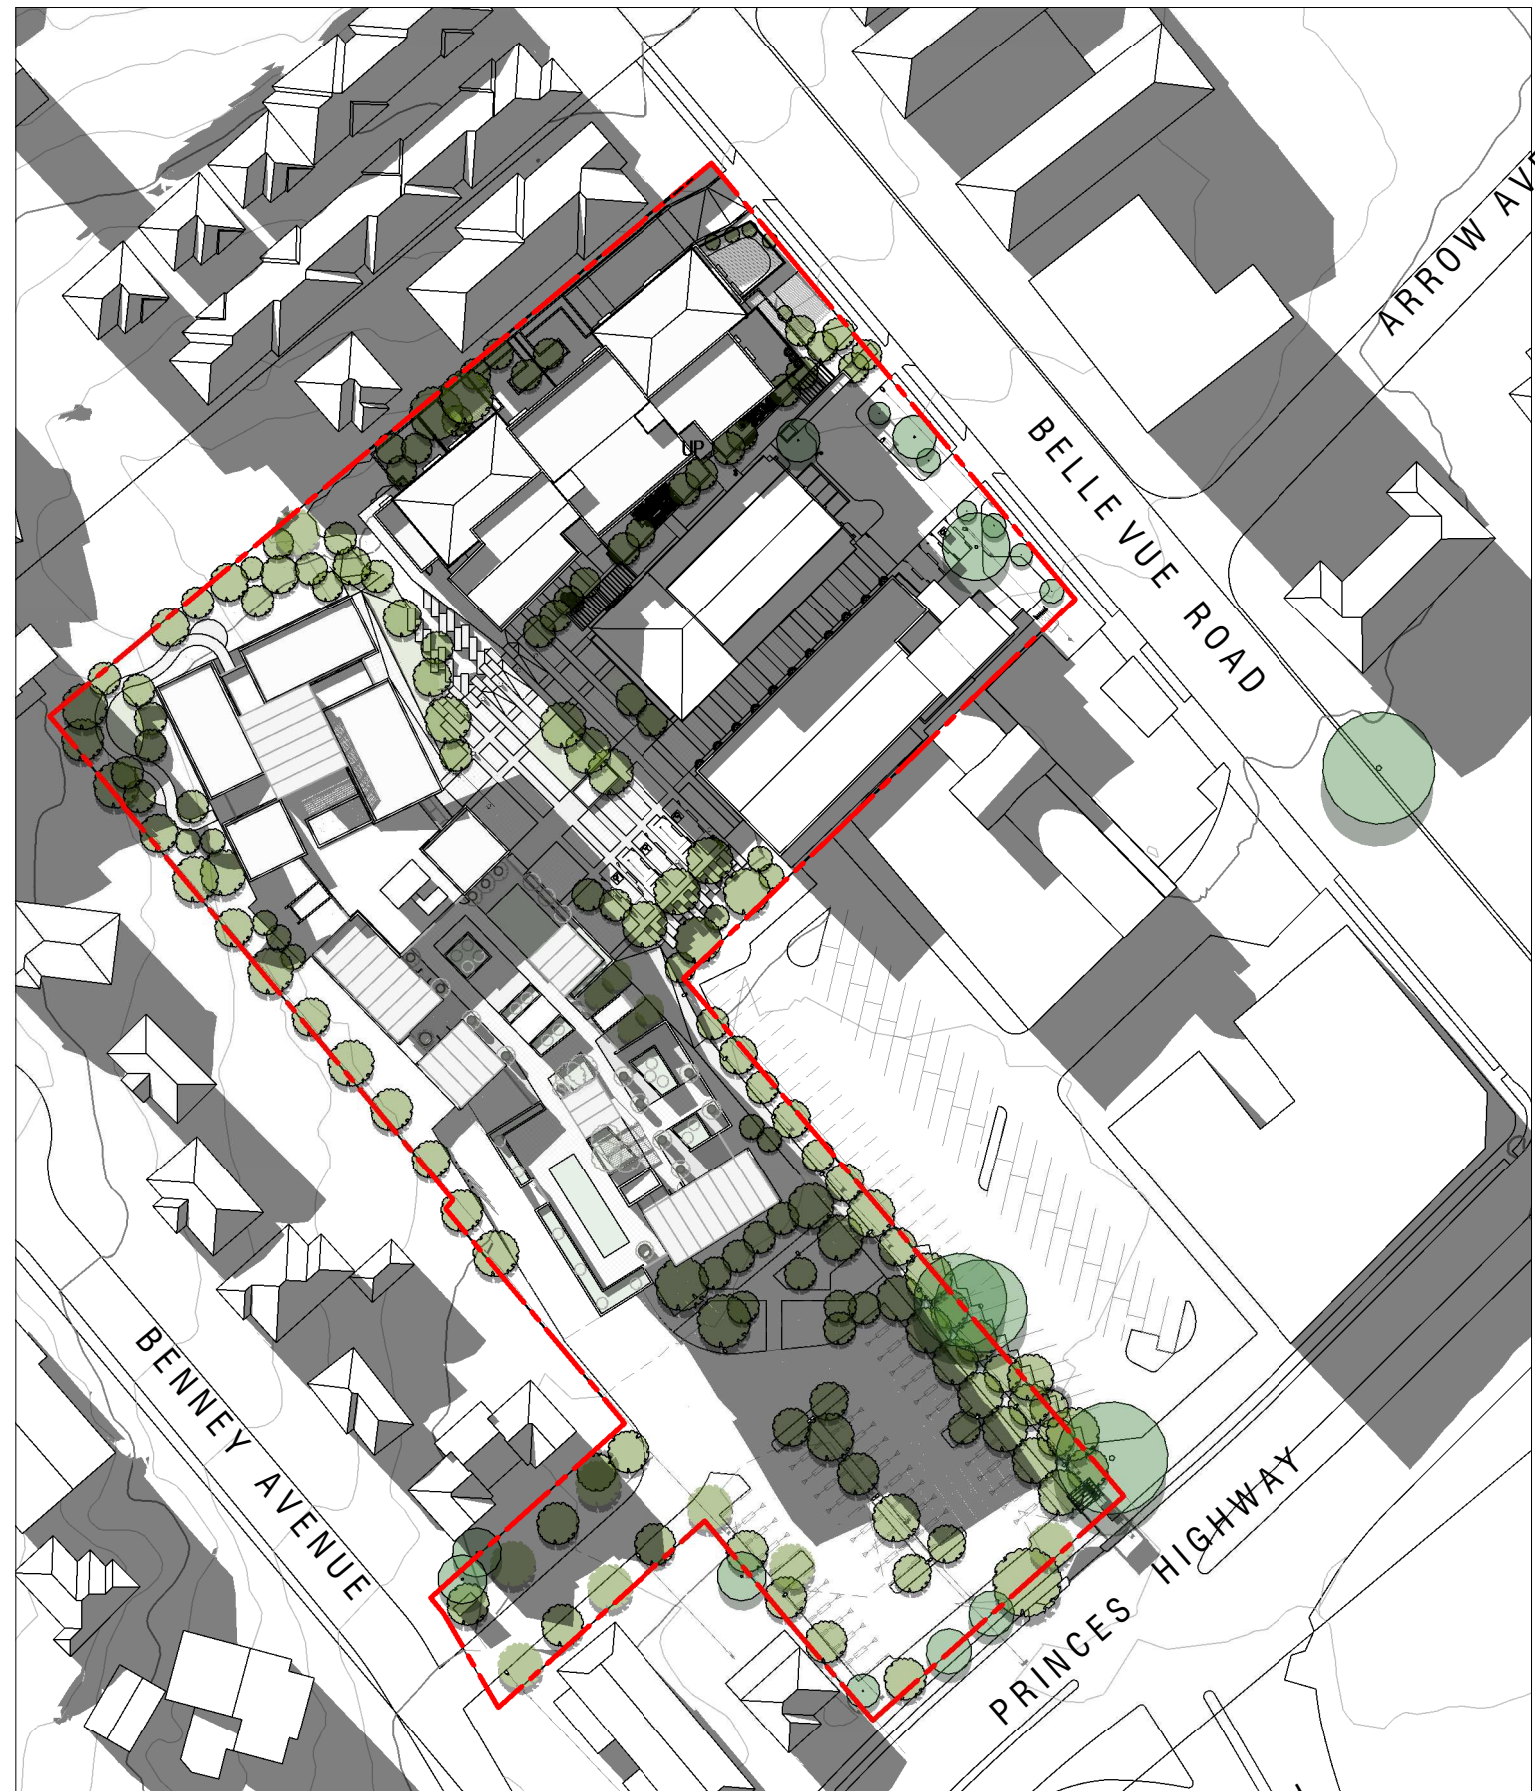 ARROW AVE
BELLEVUE ROAD
UP
BENNEY AVENUE
PRINCES HIGHWAY